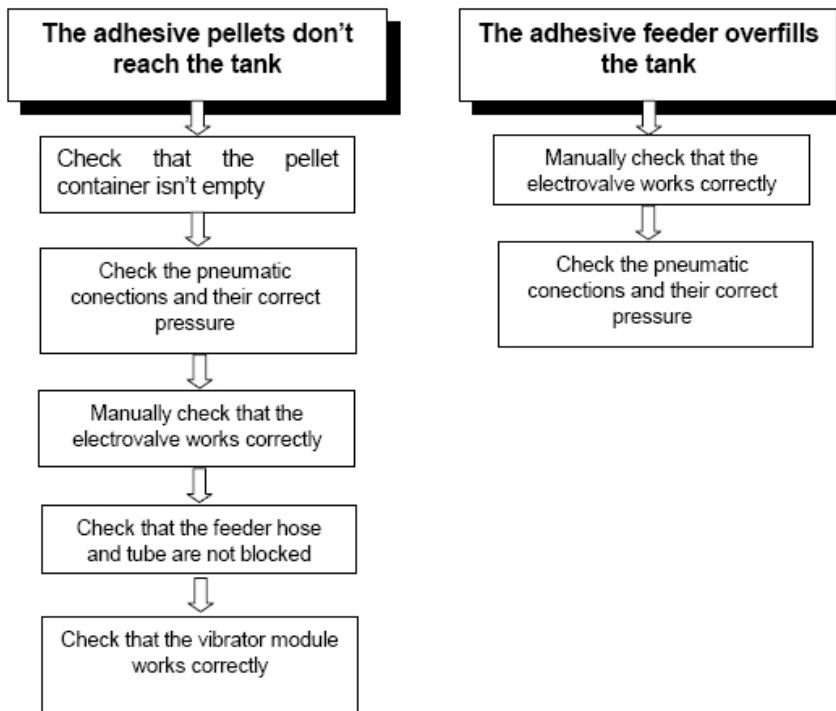 The adhesive pellets don't
reach the tank
Check that the pellet
container isn't empty
Check the pneumatic
conections and their correct
pressure
Manually check that the
electrovalve works correctly
Check that the feeder hose
and tube are not blocked
Check that the vibrator module
works correctly
The adhesive feeder overfills
the tank
Manually check that the
electrovalve works correctly
Check the pneumatic
conections and their correct
pressure